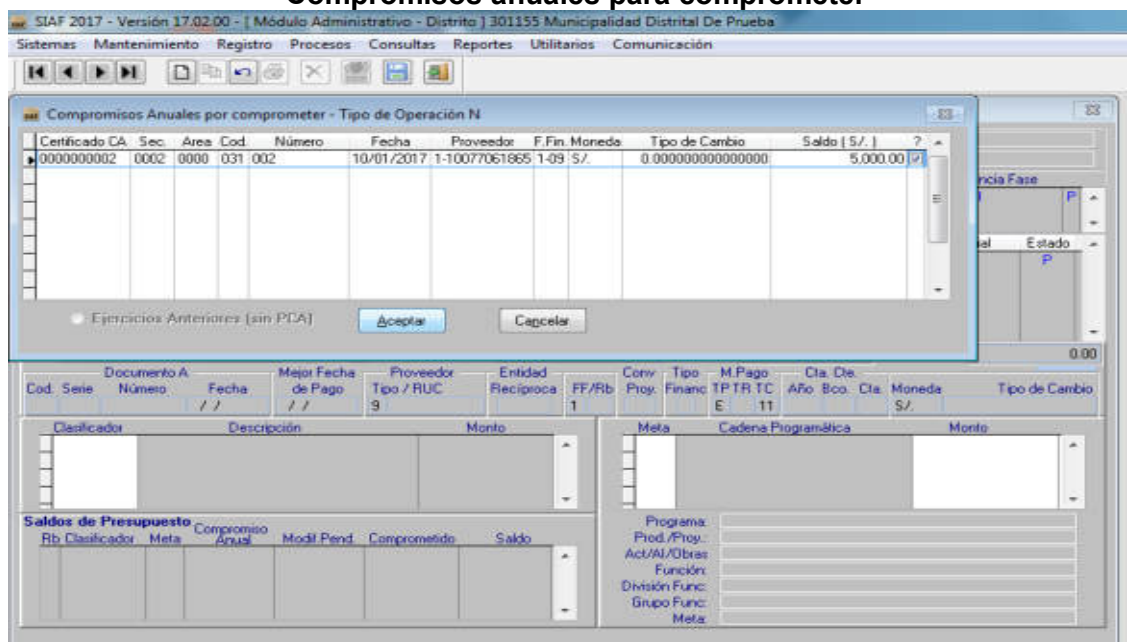 Compromisos anuales para comprometer
SIAF 2017 - Versión 17.02.00 - [ Módulo Administrativo - Distrito ] 301155 Municipalidad Distrital De Prueba
Sistemas Mantenimiento Registro Procesos Consultas Reportes Utilitarios Comunicación
Compromisos Anuales por comprometer - Tipo de Operación N
Certificado CA Sec. Area Cod. Número Fecha Proveedor F.Fin. Moneda Tipo de Cambio Saldo [ S/. ] ?
0000000002 0002 0000 031 002 10/01/2017 1-10077061865 1-09 S/. 0.000000000000000 5,000.00
ncia Fase
P
ial Estado
P
Ejercicios Anteriores (sin PCA)
Aceptar Cancelar
0.00
Documento A Mejor Fecha Proveedor Entidad Conv Tipo M.Pago Cta. Cte.
Cod. Serie Número Fecha de Pago Tipo / RUC Recíproca FF/Rb Proy. Financ TP TR TC Año Bco. Cta. Moneda Tipo de Cambio
/ / / / 9 1 E 11 S/.
Clasificador Descripción Monto Meta Cadena Programática Monto
Saldos de Presupuesto
Rb Clasificador Meta Compromiso Anual Modif.Pend. Comprometido Saldo
Programa:
Prod./Proy.:
Act/AI/Obras
Función:
División Func:
Grupo Func:
Meta: